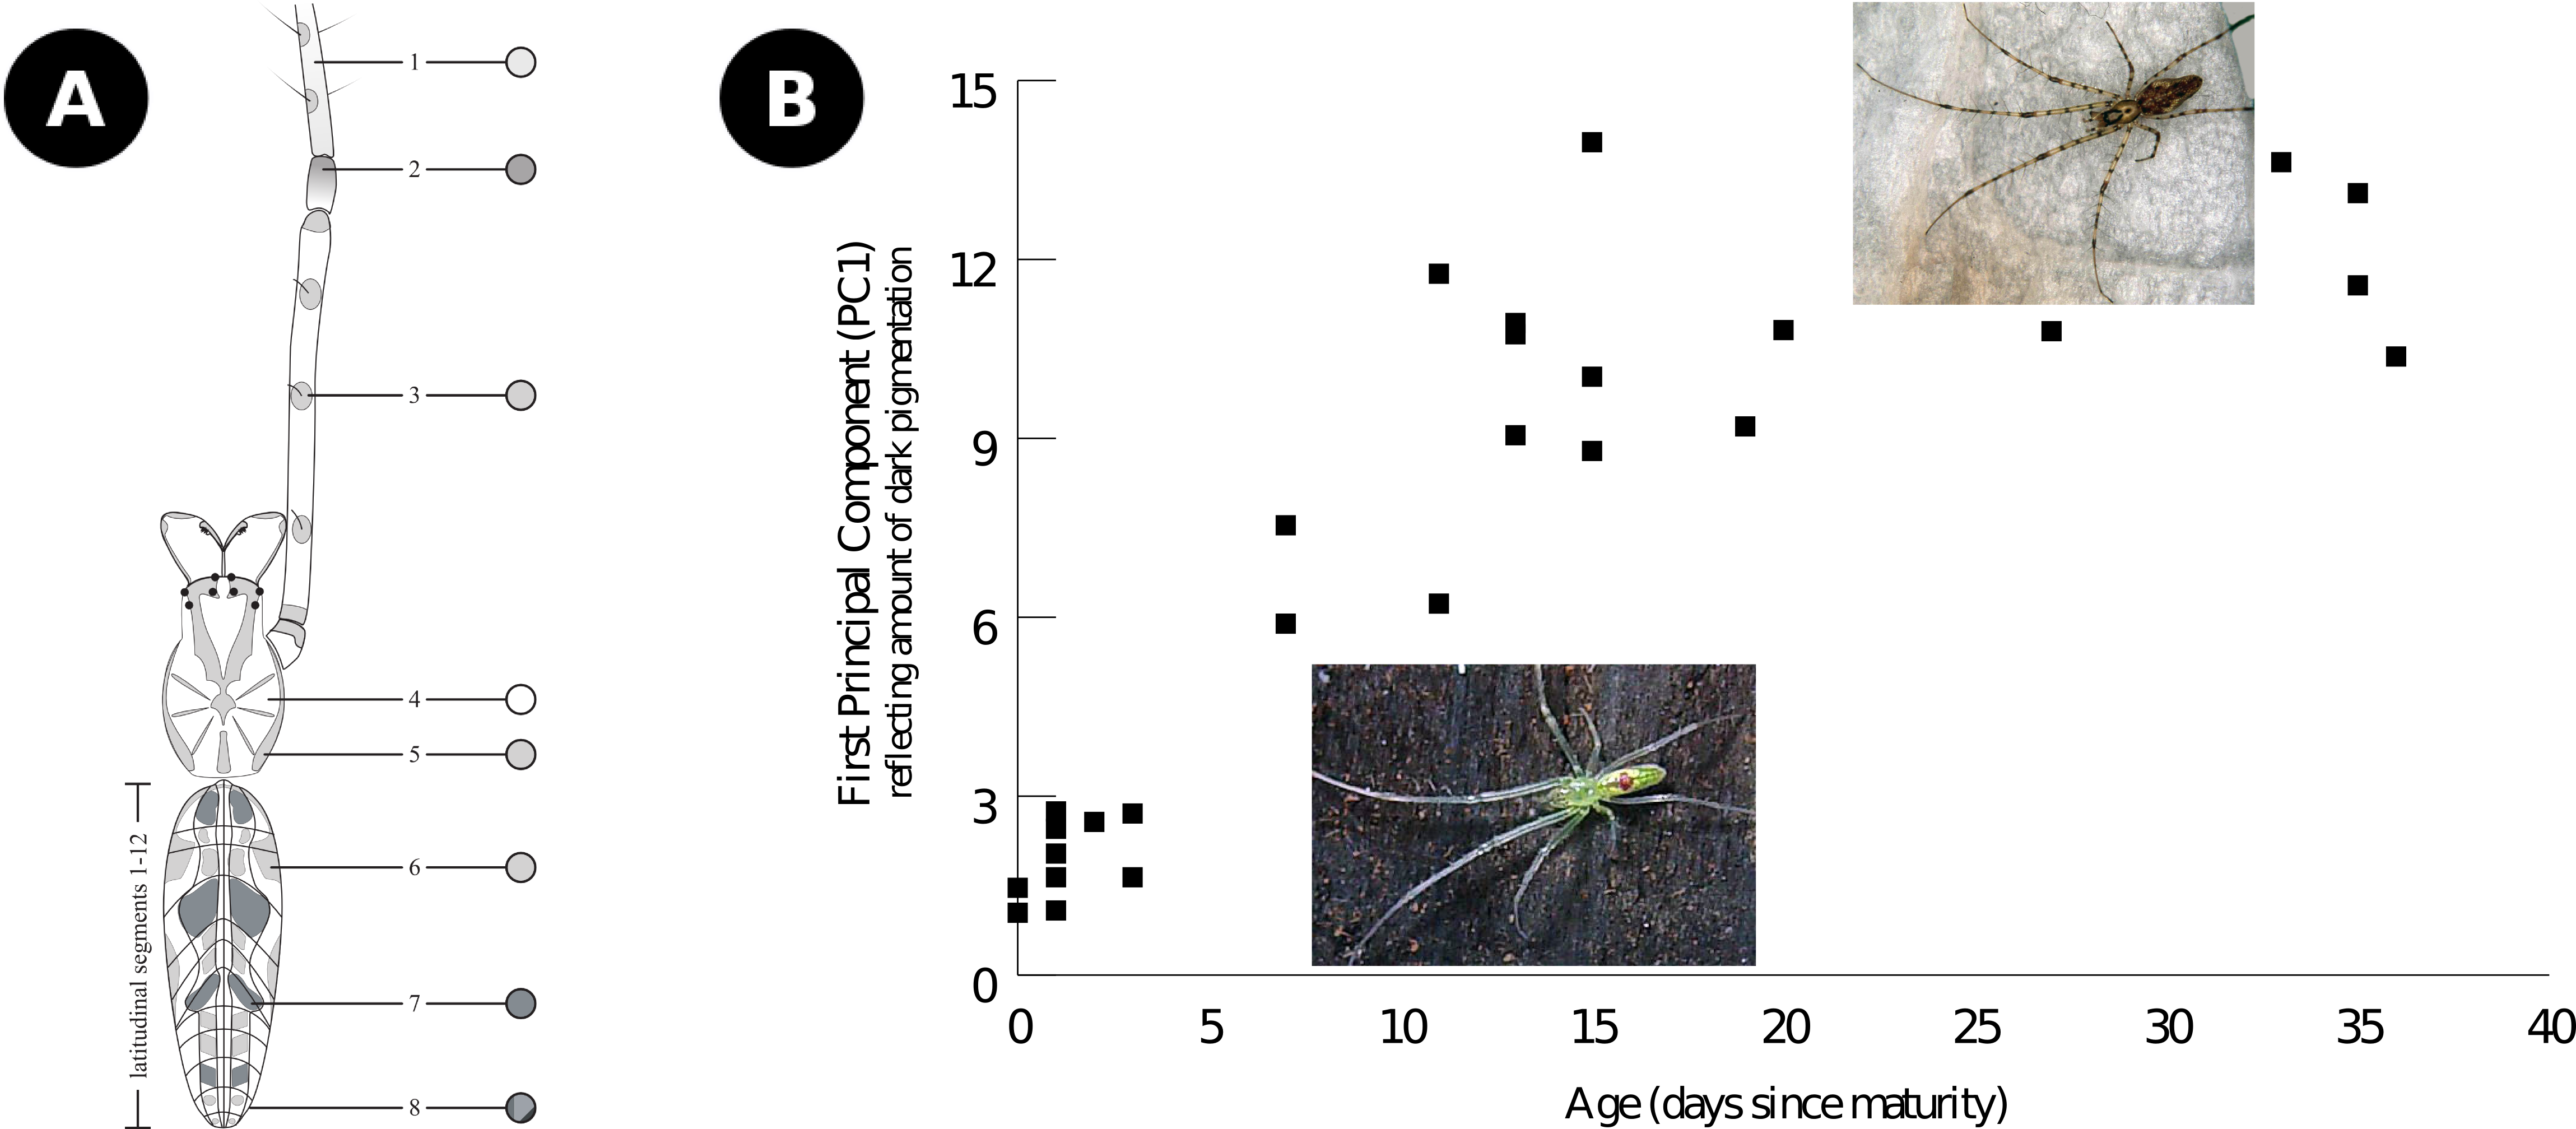 A
1
2
3
4
5
6
7
8
latitudinal segments 1-12
B
First Principal Component (PC1)
reflecting amount of dark pigmentation
15
12
9
6
3
0
0 5 10 15 20 25 30 35 40
Age (days since maturity)